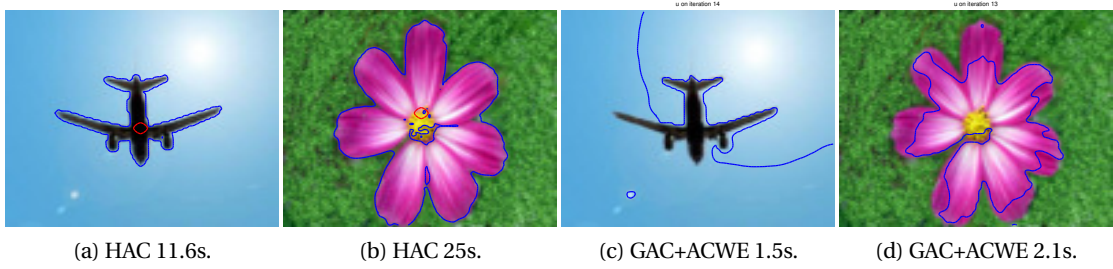 u on iteration 14
u on iteration 13
(a) HAC 11.6s.
(b) HAC 25s.
(c) GAC+ACWE 1.5s.
(d) GAC+ACWE 2.1s.